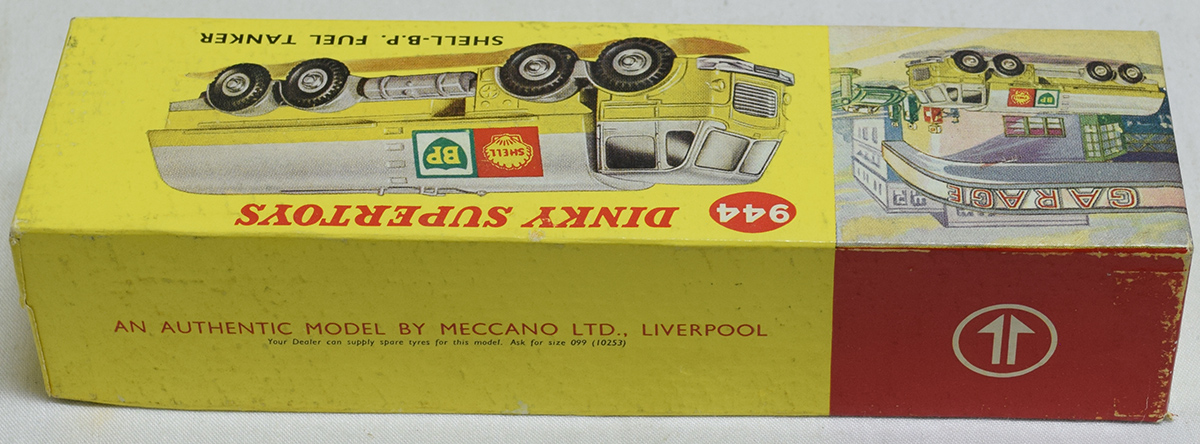 SHELL-B.P. FUEL TANKER
BP
SHELL
DINKY SUPERTOYS
944
GARAGE
AN AUTHENTIC MODEL BY MECCANO LTD., LIVERPOOL
Your Dealer can supply spare tyres for this model. Ask for size 099 (10253)